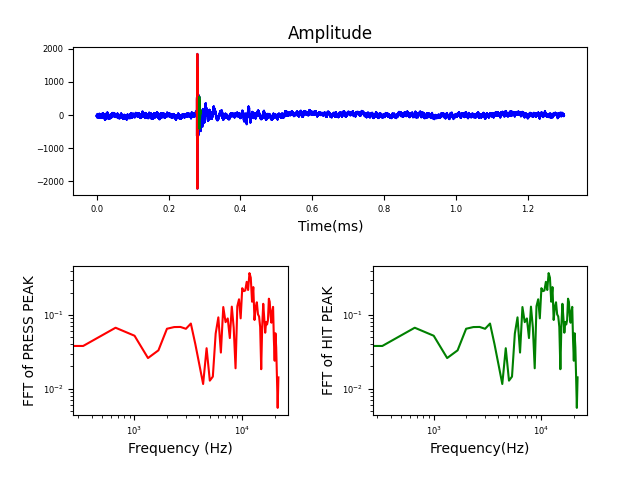 Amplitude
2000
1000
0
−1000
−2000
0.0 0.2 0.4 0.6 0.8 1.0 1.2
Time(ms)
FFT of PRESS PEAK
10⁻¹
10⁻²
10³ 10⁴
Frequency (Hz)
FFT of HIT PEAK
10⁻¹
10⁻²
10³ 10⁴
Frequency(Hz)